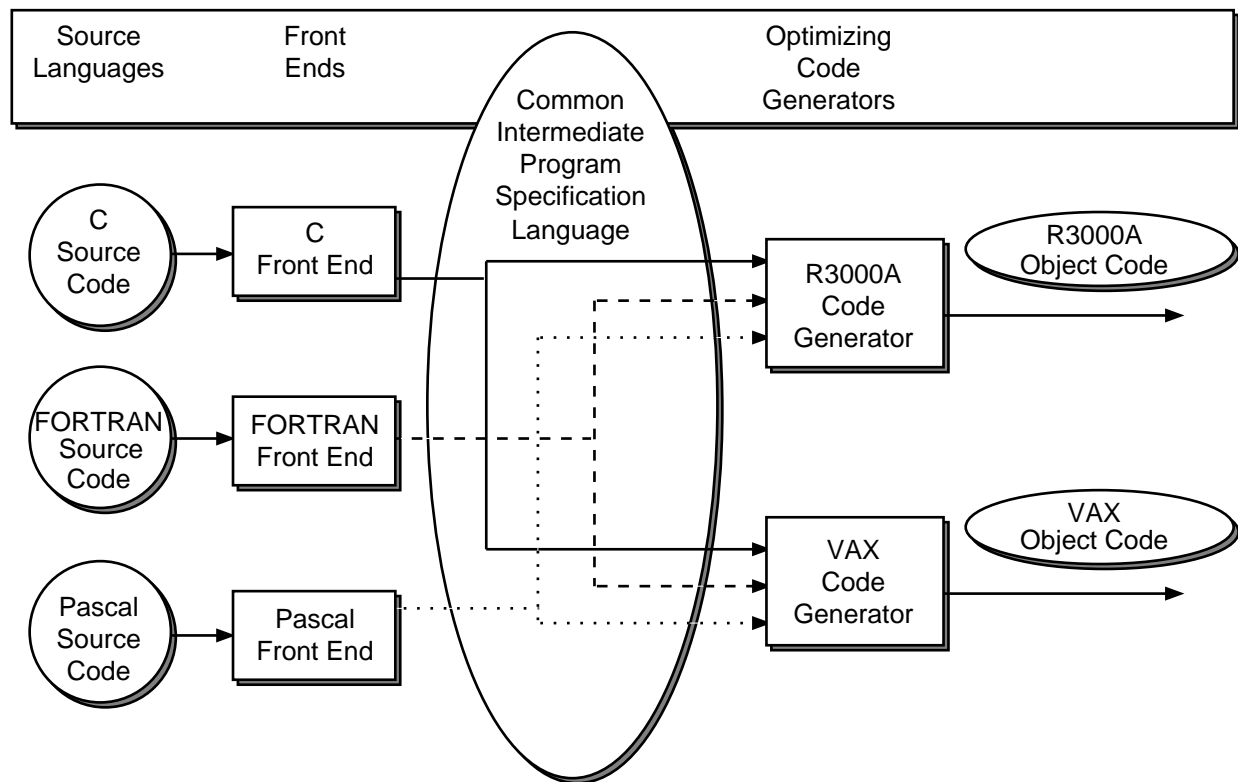 Source
Languages
Front
Ends
Common
Intermediate
Program
Specification
Language
Optimizing
Code
Generators
C
Source
Code
C
Front End
R3000A
Code
Generator
R3000A
Object Code
FORTRAN
Source
Code
FORTRAN
Front End
VAX
Code
Generator
VAX
Object Code
Pascal
Source
Code
Pascal
Front End